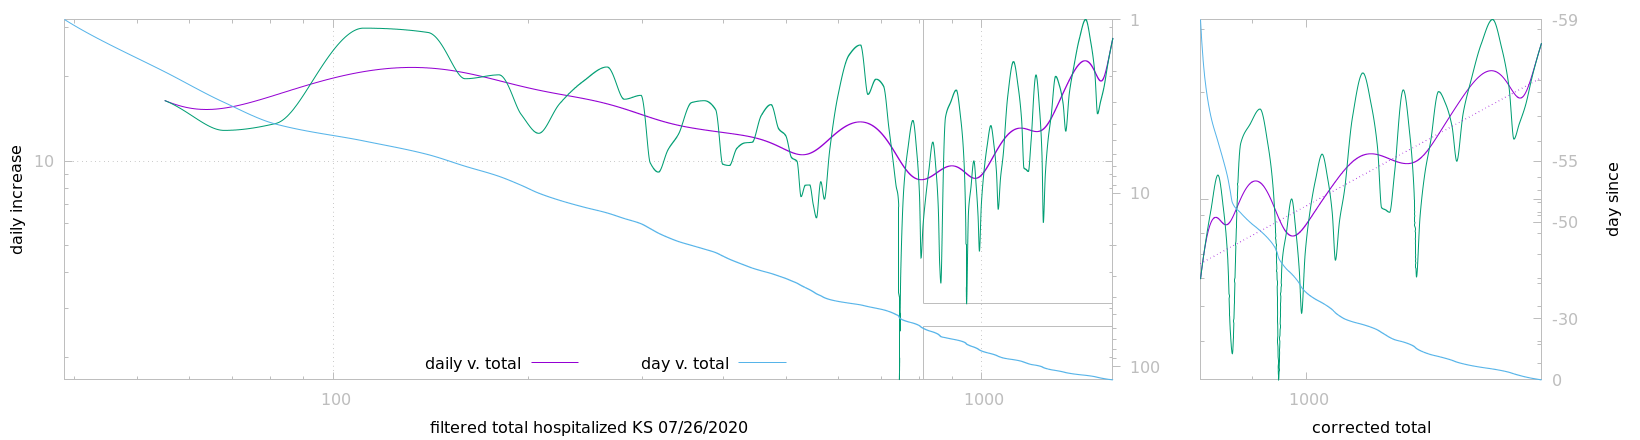 1
-59
10
-55
10
-50
daily increase
day since
-30
daily v. total
day v. total
100
0
100
1000
1000
filtered total hospitalized KS 07/26/2020
corrected total